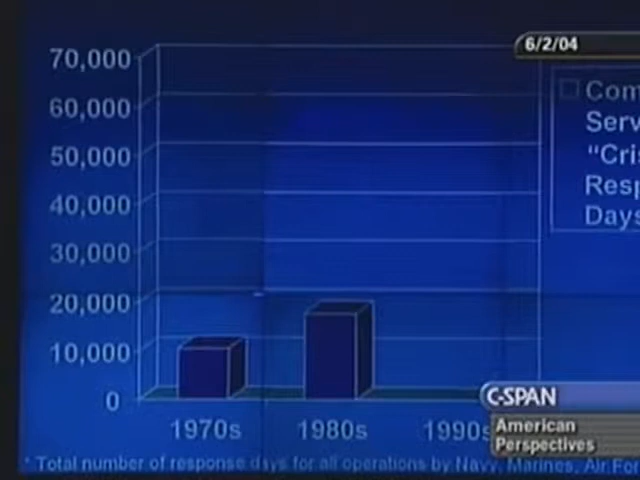 6/2/04
70,000
60,000
50,000
40,000
30,000
20,000
10,000
0
1970s
1980s
1990s
Com
Serv
"Cris
Resp
Days
C-SPAN
American
Perspectives
* Total number of response days for all operations by Navy, Marines, Air For